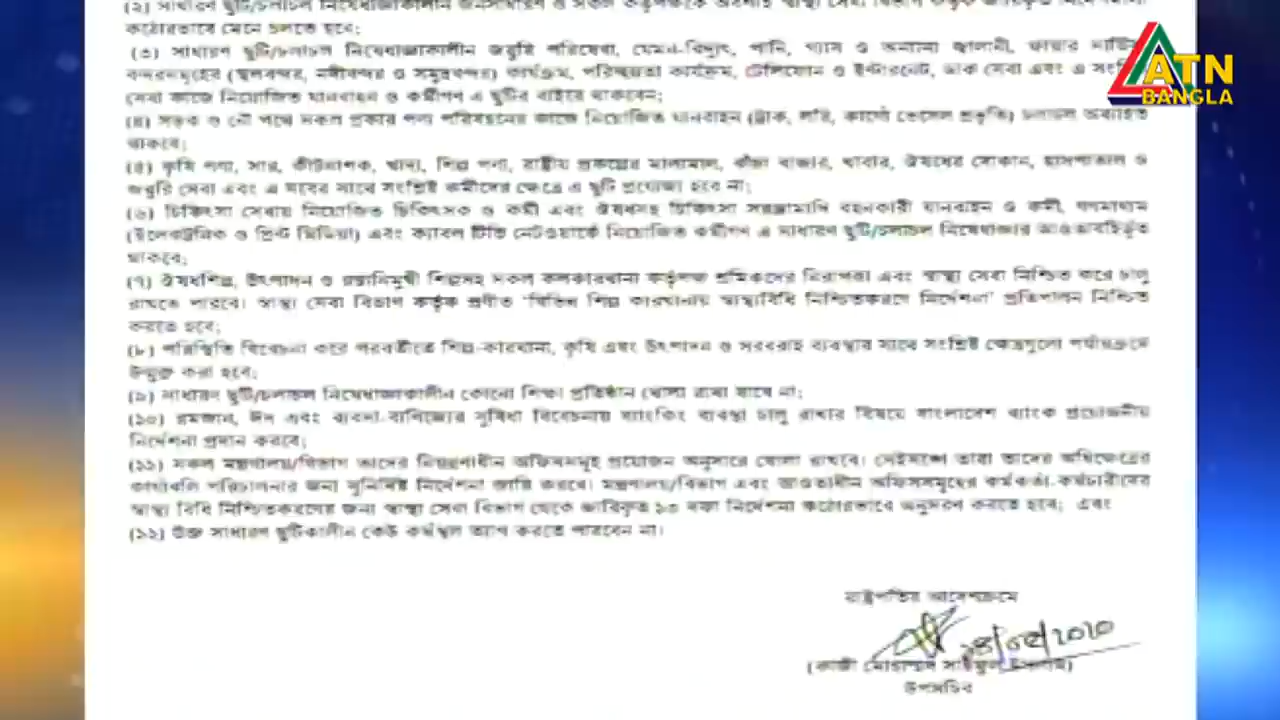 (২) সাধারণ ছুটি/চলাচল নিষেধাজ্ঞাকালীন জনসাধারণ ও সকল কর্তৃপক্ষকে অবশ্যই স্বাস্থ্য সেবা বিভাগ কর্তৃক জারিকৃত নির্দেশমালা
কঠোরভাবে মেনে চলতে হবে;
(৩) সাধারণ ছুটি/চলাচল নিষেধাজ্ঞাকালীন জরুরি পরিষেবা, যেমন-বিদ্যুৎ, পানি, গ্যাস ও অন্যান্য জ্বালানী, ফায়ার সার্ভিস
বন্দরসমূহের (স্থলবন্দর, নদীবন্দর ও সমুদ্রবন্দর) কার্যক্রম, পরিচ্ছন্নতা কার্যক্রম, টেলিফোন ও ইন্টারনেট, ডাক সেবা এবং এ সংশ্লিষ্ট
সেবা কাজে নিয়োজিত যানবাহন ও কর্মীগণ এ ছুটির বাইরে থাকবেন;
(৪) সড়ক ও নৌ পথে সকল প্রকার পণ্য পরিবহনের কাজে নিয়োজিত যানবাহন (ট্রাক, লরি, কার্গো ভেসেল প্রভৃতি) চলাচল অব্যাহত
থাকবে;
(৫) কৃষি পণ্য, সার, কীটনাশক, খাদ্য, শিল্প পণ্য, রাষ্ট্রীয় প্রকল্পের মালামাল, কাঁচা বাজার, খাবার, ঔষধের দোকান, হাসপাতাল ও
জরুরি সেবা এবং এ সবের সাথে সংশ্লিষ্ট কর্মীদের ক্ষেত্রে এ ছুটি প্রযোজ্য হবে না;
(৬) চিকিৎসা সেবায় নিয়োজিত চিকিৎসক ও কর্মী এবং ঔষধসহ চিকিৎসা সরঞ্জামাদি বহনকারী যানবাহন ও কর্মী, গণমাধ্যম
(ইলেকট্রনিক ও প্রিন্ট মিডিয়া) এবং ক্যাবল টিভি নেটওয়ার্কে নিয়োজিত কর্মীগণ এ সাধারণ ছুটি/চলাচল নিষেধাজ্ঞার আওতাবহির্ভূত
থাকবে;
(৭) ঔষধশিল্প, উৎপাদন ও রপ্তানিমুখী শিল্পসহ সকল কলকারখানা কর্তৃপক্ষ শ্রমিকদের নিরাপত্তা এবং স্বাস্থ্য সেবা নিশ্চিত করে চালু
রাখতে পারবে। স্বাস্থ্য সেবা বিভাগ কর্তৃক প্রণীত 'বিভিন্ন শিল্প কারখানায় স্বাস্থ্যবিধি নিশ্চিতকরণে নির্দেশনা' প্রতিপালন নিশ্চিত
করতে হবে;
(৮) পরিস্থিতি বিবেচনা করে পরবর্তীতে শিল্প-কারখানা, কৃষি এবং উৎপাদন ও সরবরাহ ব্যবস্থার সাথে সংশ্লিষ্ট ক্ষেত্রগুলো পর্যায়ক্রমে
উন্মুক্ত করা হবে;
(৯) সাধারণ ছুটি/চলাচল নিষেধাজ্ঞাকালীন কোনো শিক্ষা প্রতিষ্ঠান খোলা রাখা যাবে না;
(১০) রমজান, ঈদ এবং ব্যবসা-বাণিজ্যের সুবিধা বিবেচনায় ব্যাংকিং ব্যবস্থা চালু রাখার বিষয়ে বাংলাদেশ ব্যাংক প্রয়োজনীয়
নির্দেশনা প্রদান করবে;
(১১) সকল মন্ত্রণালয়/বিভাগ তাদের নিয়ন্ত্রণাধীন অফিসসমূহ প্রয়োজন অনুসারে খোলা রাখবে। সেইসঙ্গে তারা তাদের অধিক্ষেত্রের
কার্যাবলি পরিচালনার জন্য সুনির্দিষ্ট নির্দেশনা জারি করবে। মন্ত্রণালয়/বিভাগ এবং আওতাধীন অফিসসমূহের কর্মকর্তা-কর্মচারীদের
স্বাস্থ্য বিধি নিশ্চিতকরণের জন্য স্বাস্থ্য সেবা বিভাগ থেকে জারিকৃত ১৩ দফা নির্দেশনা কঠোরভাবে অনুসরণ করতে হবে; এবং
(১২) উক্ত সাধারণ ছুটিকালীন কেউ কর্মস্থল ত্যাগ করতে পারবেন না।
রাষ্ট্রপতির আদেশক্রমে
(কাজী মোহাম্মদ সাইফুল ইসলাম)
উপসচিব
ATN
BANGLA